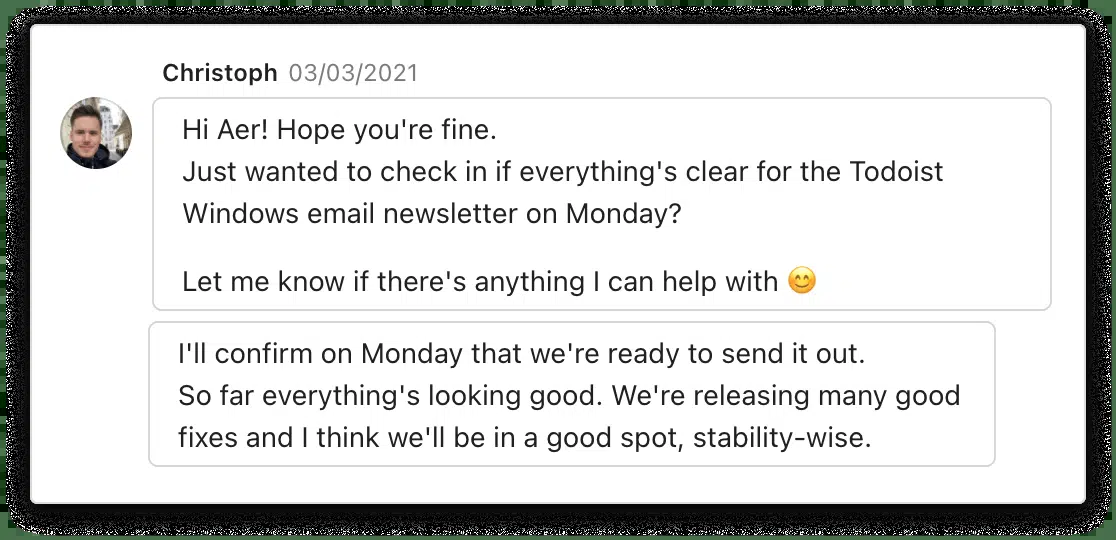 Christoph 03/03/2021
Hi Aer! Hope you're fine.
Just wanted to check in if everything's clear for the Todoist
Windows email newsletter on Monday?
Let me know if there's anything I can help with 😊
I'll confirm on Monday that we're ready to send it out.
So far everything's looking good. We're releasing many good
fixes and I think we'll be in a good spot, stability-wise.